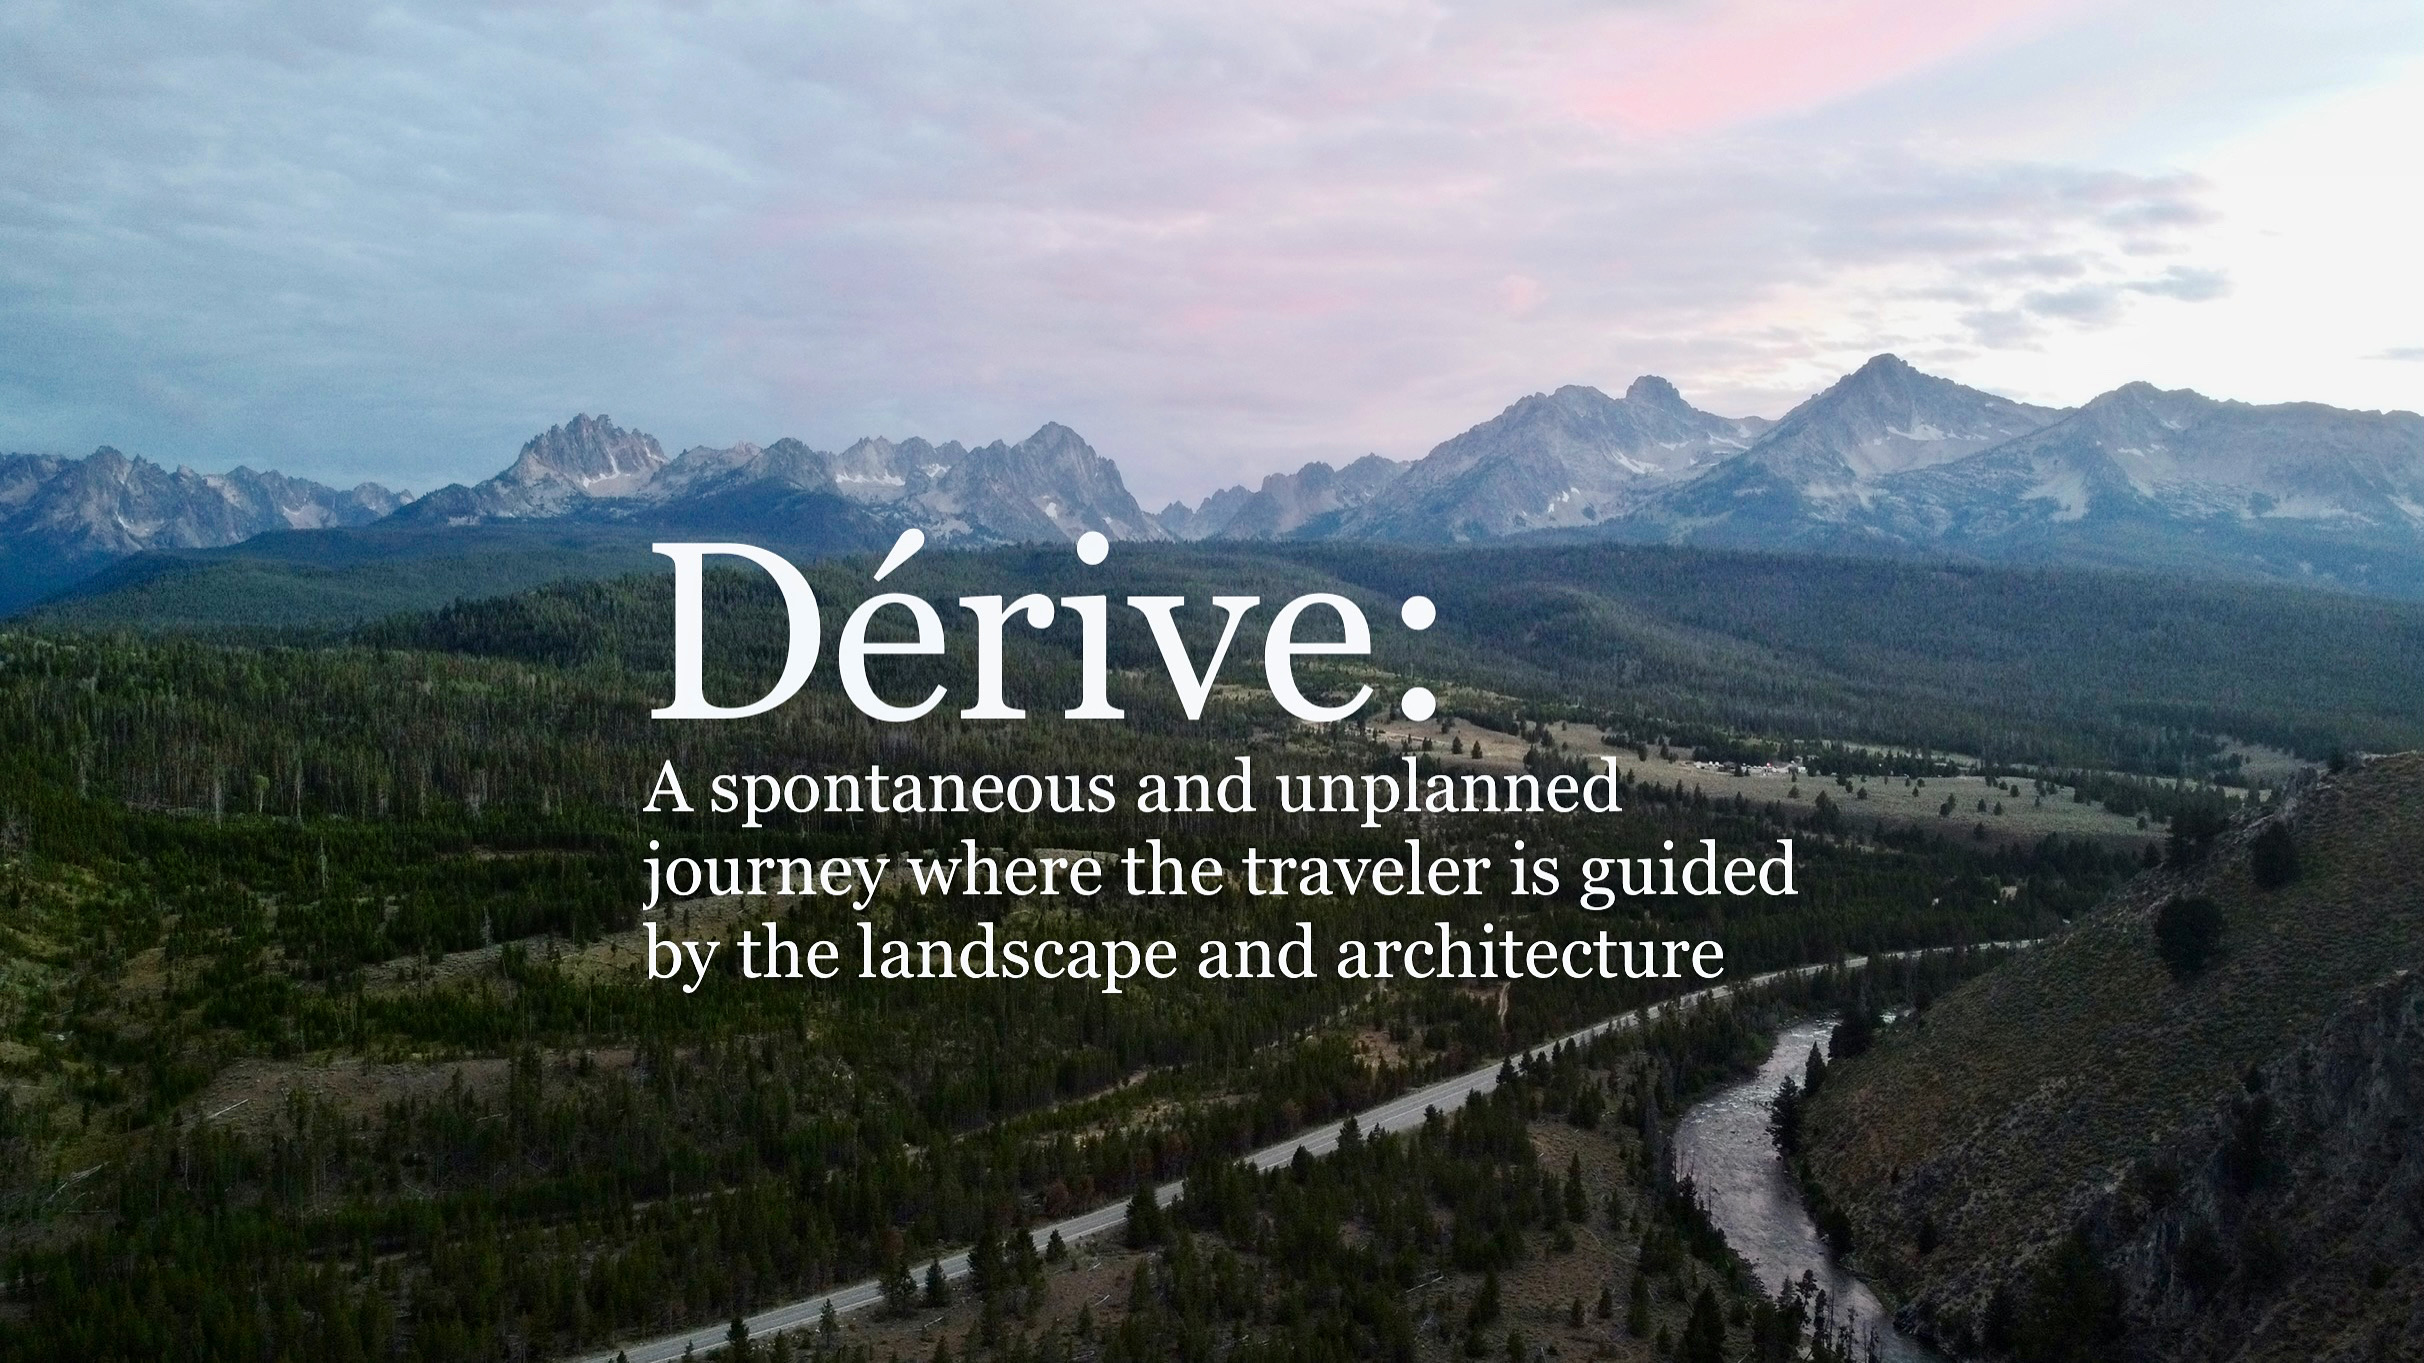 Dérive:
A spontaneous and unplanned
journey where the traveler is guided
by the landscape and architecture